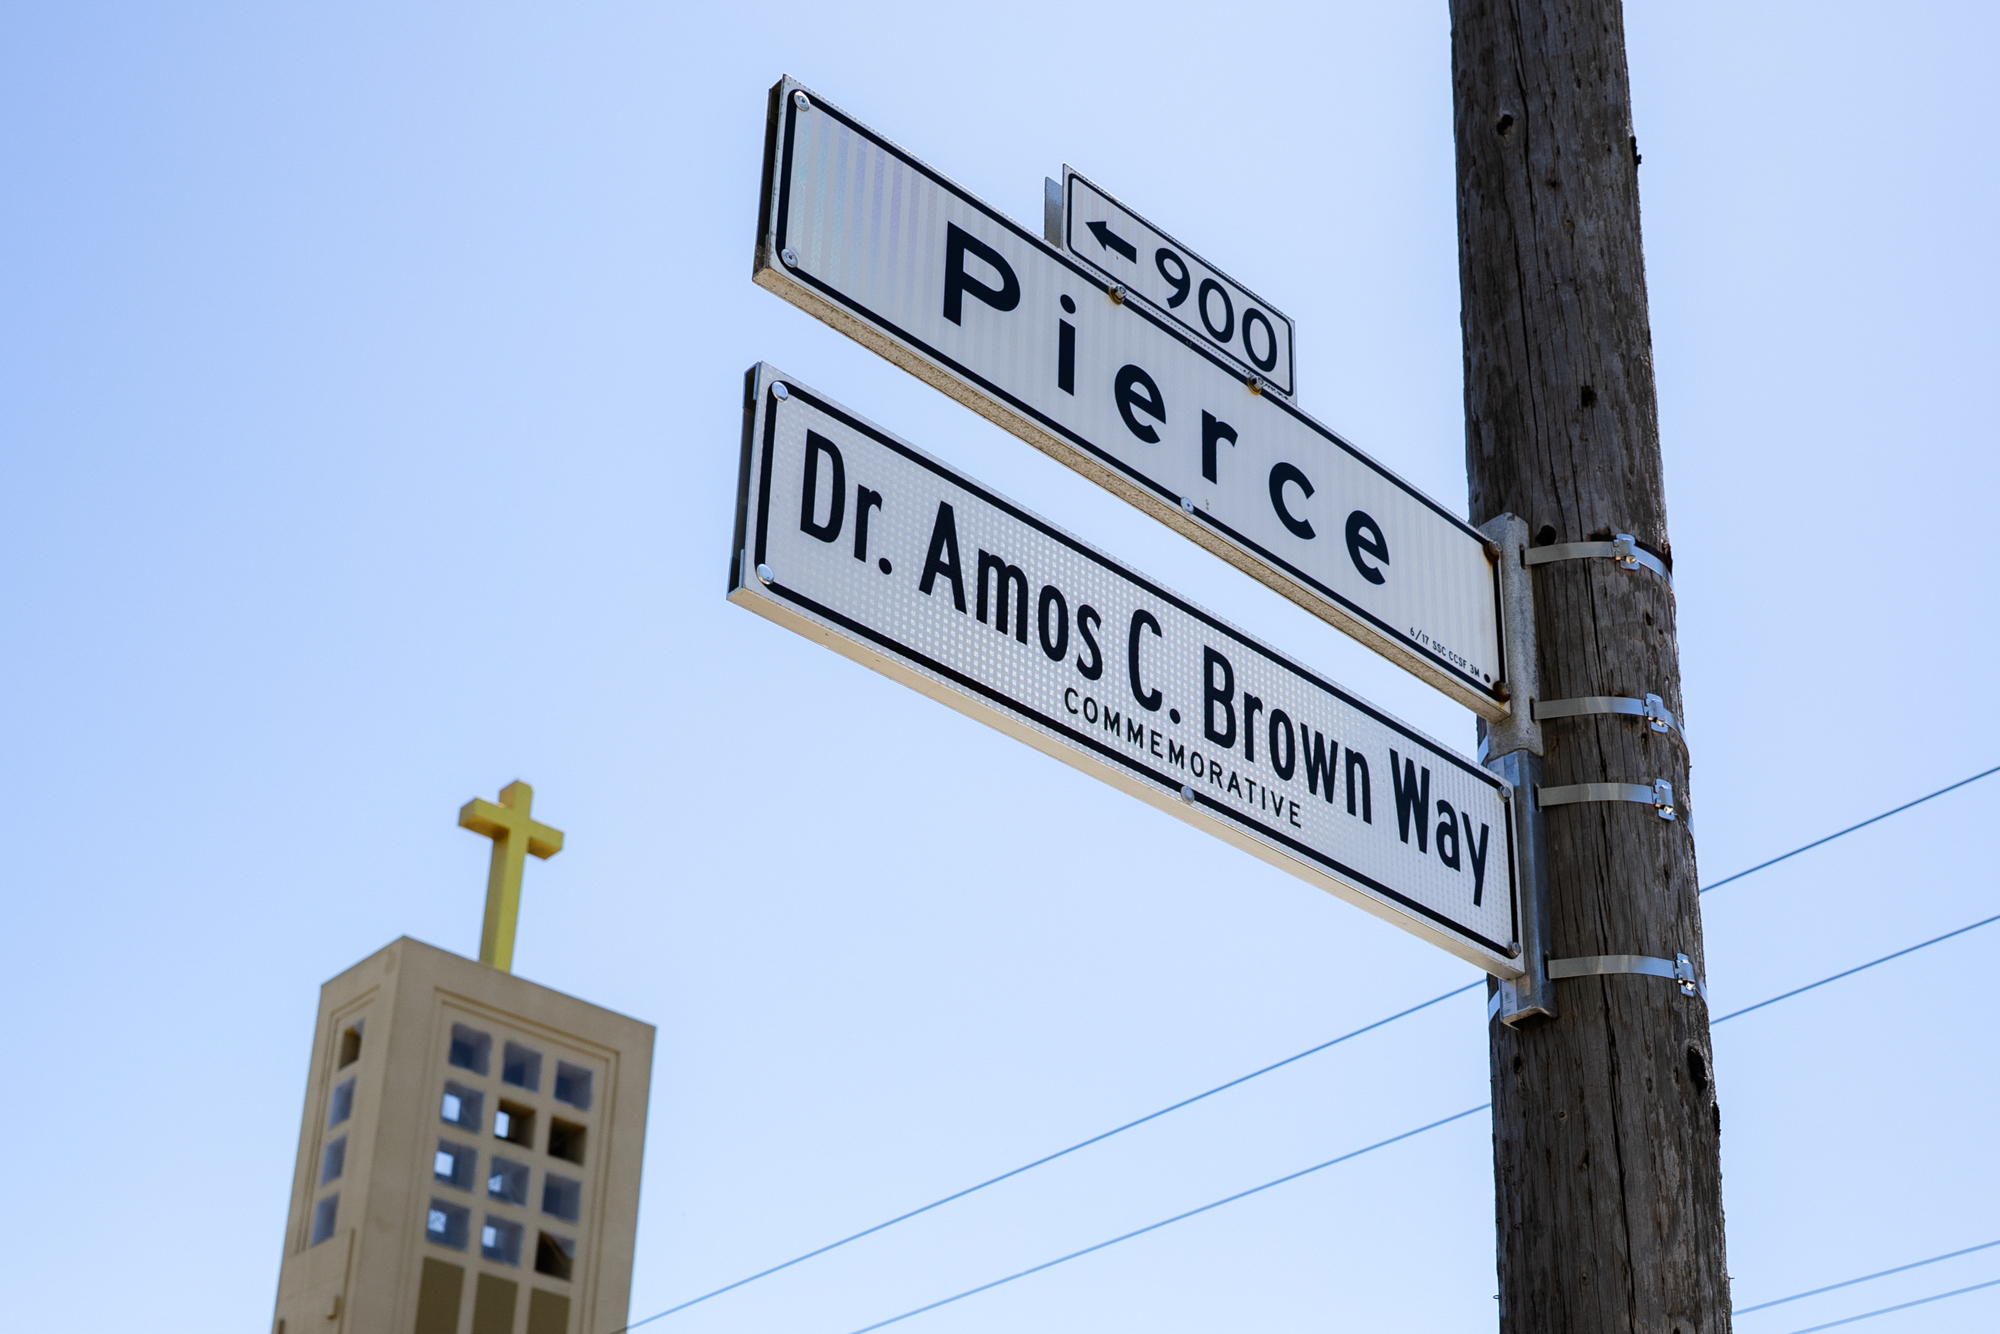 ← 900
Pierce
6/17 SSC CCSF 3M
Dr. Amos C. Brown Way
COMMEMORATIVE